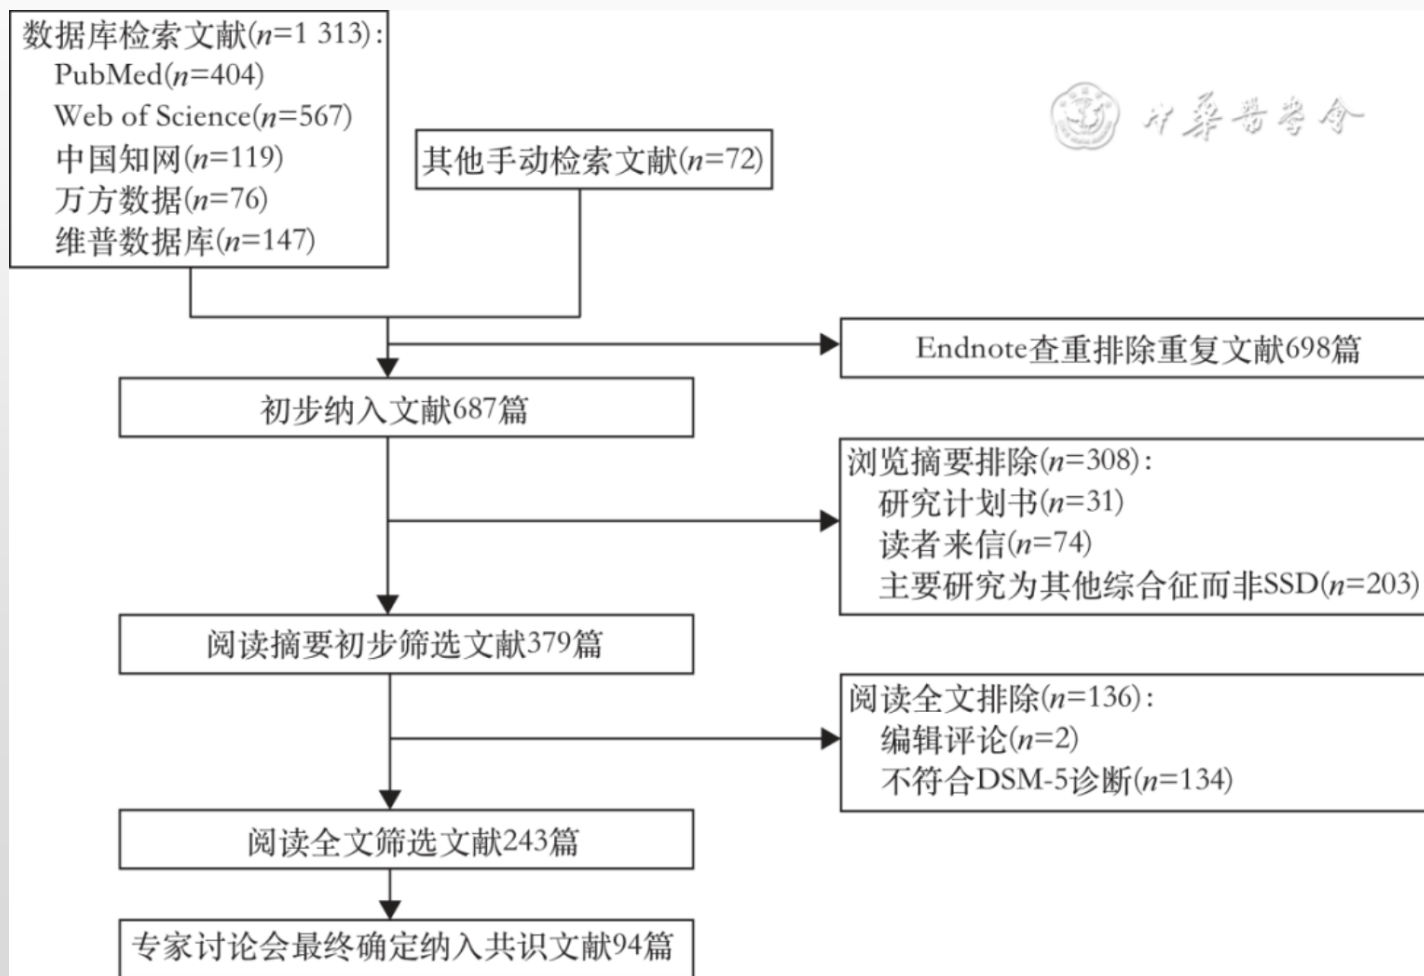 数据库检索文献(n=1 313):
PubMed(n=404)
Web of Science(n=567)
中国知网(n=119)
万方数据(n=76)
维普数据库(n=147)
中华医学会
其他手动检索文献(n=72)
Endnote查重排除重复文献698篇
初步纳入文献687篇
浏览摘要排除(n=308):
研究计划书(n=31)
读者来信(n=74)
主要研究为其他综合征而非SSD(n=203)
阅读摘要初步筛选文献379篇
阅读全文排除(n=136):
编辑评论(n=2)
不符合DSM-5诊断(n=134)
阅读全文筛选文献243篇
专家讨论会最终确定纳入共识文献94篇